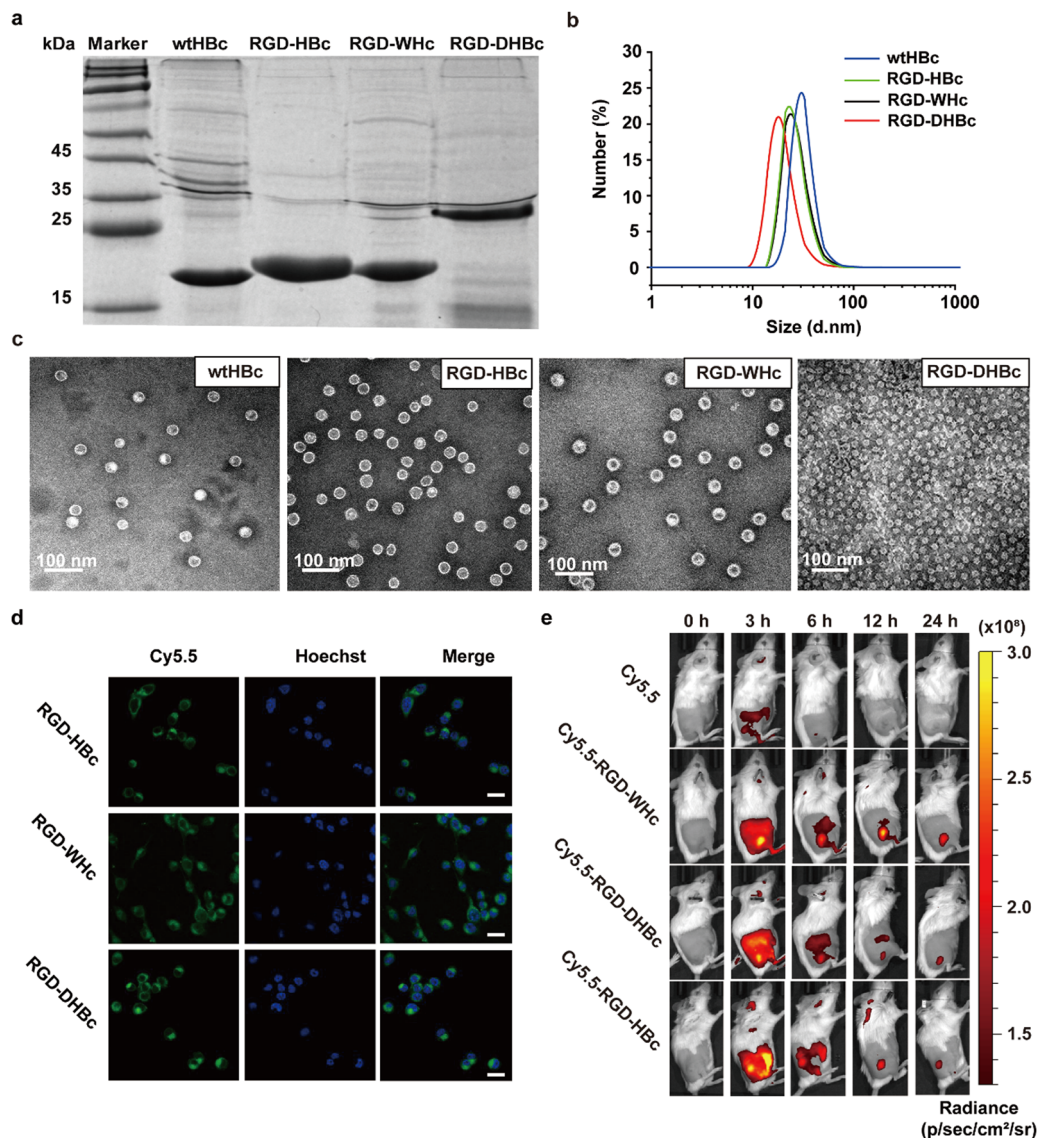 a
kDa Marker wtHBc RGD-HBc RGD-WHc RGD-DHBc
45
35
25
15
b
Number (%)
30
25
20
15
10
5
0
1 10 100 1000
Size (d.nm)
wtHBc
RGD-HBc
RGD-WHc
RGD-DHBc
c
wtHBc
100 nm
RGD-HBc
100 nm
RGD-WHc
100 nm
RGD-DHBc
100 nm
d
Cy5.5 Hoechst Merge
RGD-HBc
RGD-WHc
RGD-DHBc
e
0 h 3 h 6 h 12 h 24 h
Cy5.5
Cy5.5-RGD-WHc
Cy5.5-RGD-DHBc
Cy5.5-RGD-HBc
(x10⁸)
3.0
2.5
2.0
1.5
Radiance
(p/sec/cm²/sr)